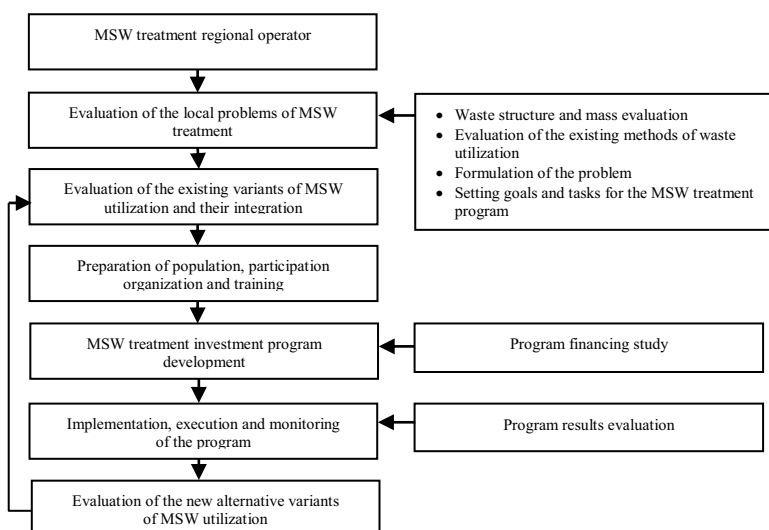 MSW treatment regional operator
Evaluation of the local problems of MSW
treatment
• Waste structure and mass evaluation
• Evaluation of the existing methods of waste
utilization
• Formulation of the problem
• Setting goals and tasks for the MSW treatment
program
Evaluation of the existing variants of MSW
utilization and their integration
Preparation of population, participation
organization and training
MSW treatment investment program
development
Program financing study
Implementation, execution and monitoring
of the program
Program results evaluation
Evaluation of the new alternative variants
of MSW utilization